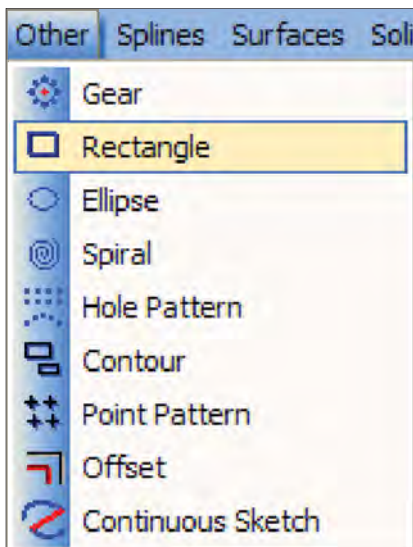 Other Splines Surfaces Soli
Gear
Rectangle
Ellipse
Spiral
Hole Pattern
Contour
Point Pattern
Offset
Continuous Sketch